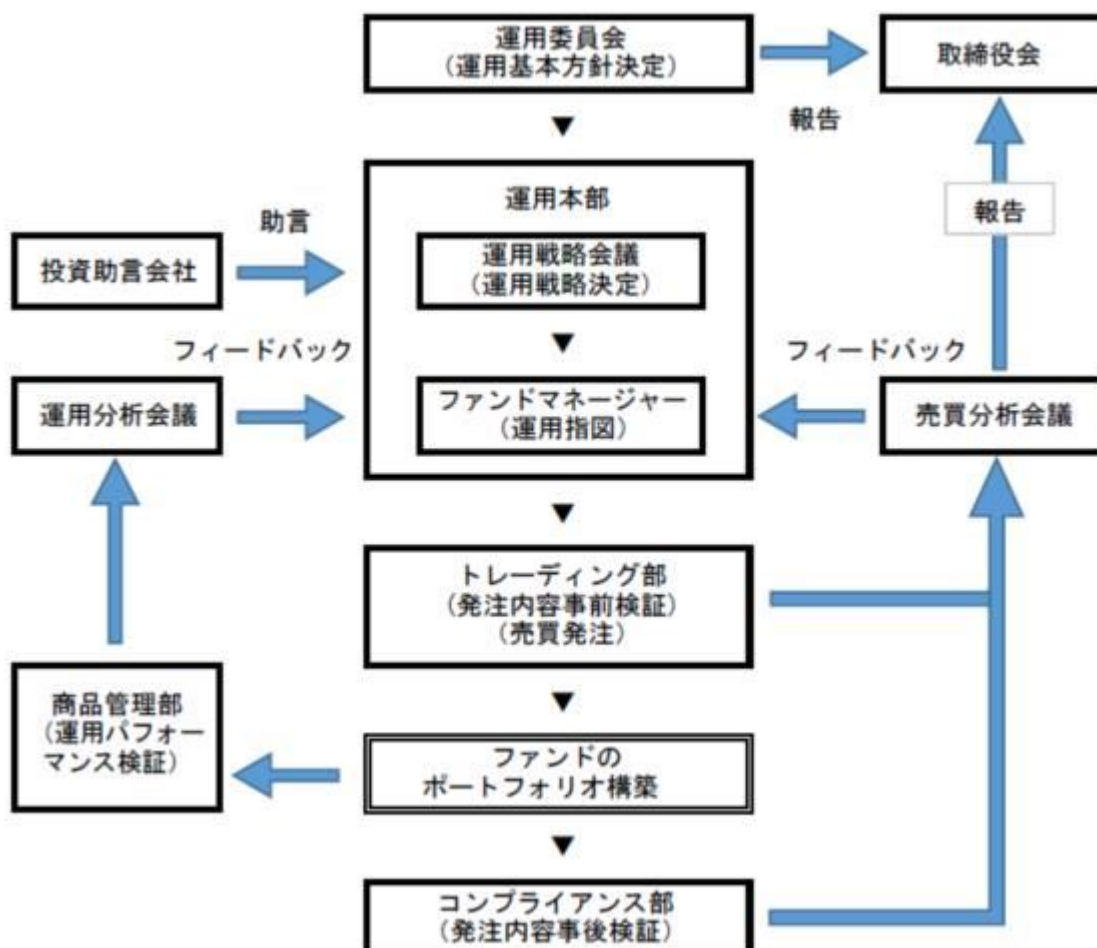 運用委員会
(運用基本方針決定)
取締役会
報告
運用本部
報告
助言
投資助言会社
運用戦略会議
(運用戦略決定)
フィードバック
フィードバック
運用分析会議
ファンドマネージャー
(運用指図)
売買分析会議
トレーディング部
(発注内容事前検証)
(売買発注)
商品管理部
(運用パフォー
マンス検証)
ファンドの
ポートフォリオ構築
コンプライアンス部
(発注内容事後検証)